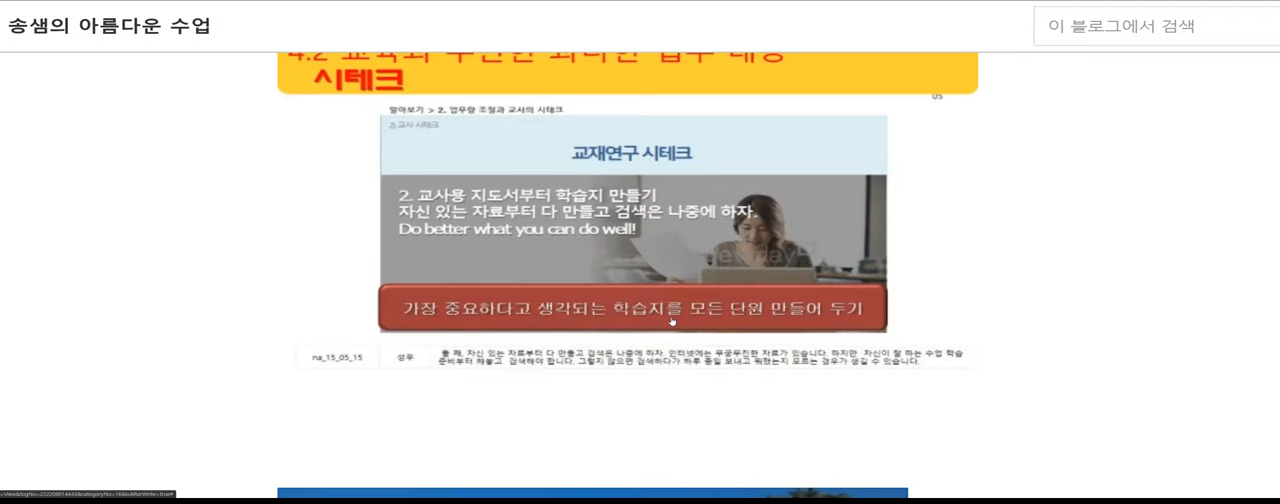 송샘의 아름다운 수업
이 블로그에서 검색
시테크
05
알아보기 > 2. 업무량 조절과 교사의 시테크
2) 교사 시테크
교재연구 시테크
2. 교사용 지도서부터 학습지 만들기
자신 있는 자료부터 다 만들고 검색은 나중에 하자.
Do better what you can do well!
가장 중요하다고 생각되는 학습지를 모든 단원 만들어 두기
na_15_05_15
성우
둘 째, 자신 있는 자료부터 다 만들고 검색은 나중에 하자. 인터넷에는 무궁무진한 자료가 있습니다. 하지만 자신이 잘 하는 수업 학습
준비부터 해놓고 검색해야 합니다. 그렇지 않으면 검색하다가 하루 종일 보내고 뭐했는지 모르는 경우가 생길 수 있습니다.